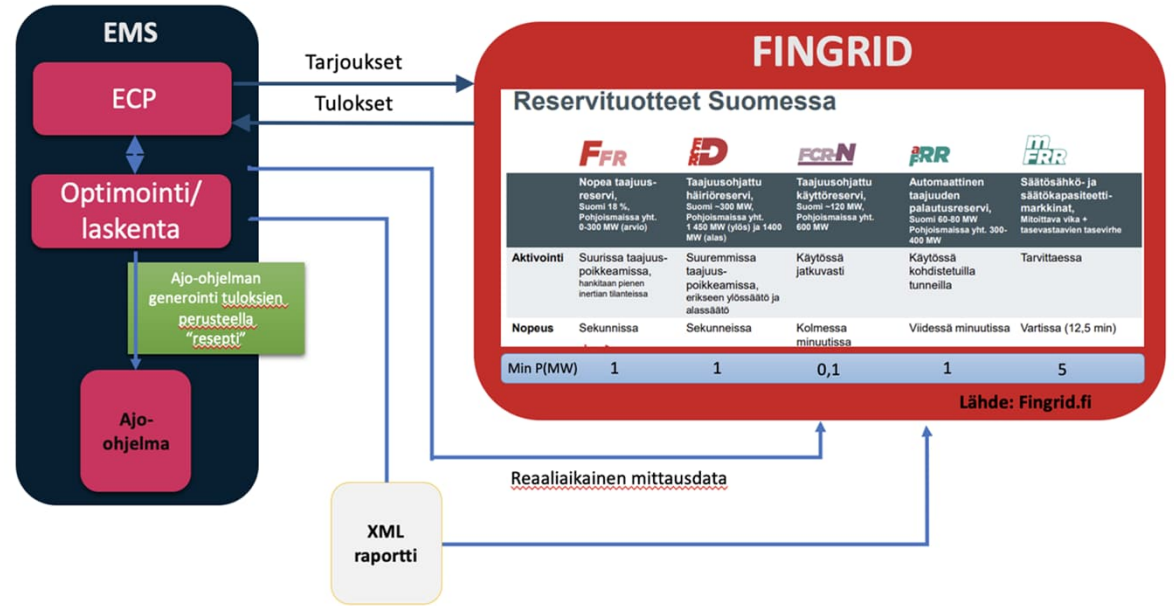 EMS
ECP
Optimointi/
laskenta
Ajo-ohjelman
generointi tuloksien
perusteella
"resepti"
Ajo-
ohjelma
Tarjoukset
Tulokset
FINGRID
Reservituotteet Suomessa
FFR
FCR-D
FCR-N
aFRR
mFRR
Nopea taajuus-
reservi,
Suomi 18 %,
Pohjoismaissa yht.
0-300 MW (arvio)
Taajuusohjattu
häiriöreservi,
Suomi ~300 MW,
Pohjoismaissa yht.
1 450 MW (ylös) ja 1400
MW (alas)
Taajuusohjattu
käyttöreservi,
Suomi ~120 MW,
Pohjoismaissa yht.
600 MW
Automaattinen
taajuuden
palautusreservi,
Suomi 60-80 MW
Pohjoismaissa yht. 300-
400 MW
Säätösähkö- ja
säätökapasiteetti-
markkinat,
Mitoittava vika +
tasevastaavien tasevirhe
Aktivointi
Suurissa taajuus-
poikkeamissa,
hankitaan pienen
inertian tilanteissa
Suuremmissa
taajuus-
poikkeamissa,
erikseen ylössäätö ja
alassäätö
Käytössä
jatkuvasti
Käytössä
kohdistetuilla
tunneilla
Tarvittaessa
Nopeus
Sekunnissa
Sekunneissa
Kolmessa
minuutissa
Viidessä minuutissa
Vartissa (12,5 min)
Min P(MW) 1 1 0,1 1 5
Lähde: Fingrid.fi
Reaaliaikainen mittausdata
XML
raportti